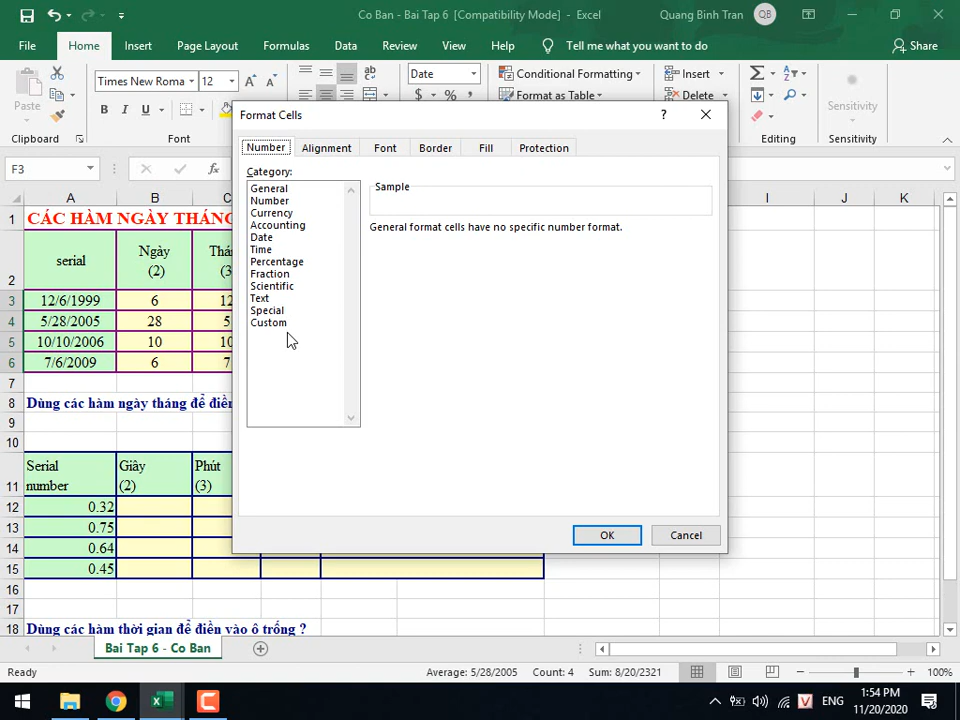 Co Ban - Bai Tap 6 [Compatibility Mode] - Excel
Quang Binh Tran
QB
File
Home
Insert
Page Layout
Formulas
Data
Review
View
Help
Tell me what you want to do
Share
Paste
Clipboard
Times New Roma
12
B I U
Font
Date
$ %
Conditional Formatting
Format as Table
Insert
Delete
Editing
Sensitivity
Sensitivity
F3
fx
Format Cells
?
Number
Alignment
Font
Border
Fill
Protection
Category:
General
Number
Currency
Accounting
Date
Time
Percentage
Fraction
Scientific
Text
Special
Custom
Sample
General format cells have no specific number format.
OK
Cancel
A B C I J K
1 CÁC HÀM NGÀY THÁNG
2 serial Ngày (2)
3 12/6/1999 6 12
4 5/28/2005 28 5
5 10/10/2006 10 10
6 7/6/2009 6 7
7
8 Dùng các hàm ngày tháng để điền
9
10
11 Serial number Giây (2) Phút (3)
12 0.32
13 0.75
14 0.64
15 0.45
16
17
18 Dùng các hàm thời gian để điền vào ô trống ?
Bai Tap 6 - Co Ban
Ready
Average: 5/28/2005 Count: 4 Sum: 8/20/2321
100%
ENG
1:54 PM
11/20/2020